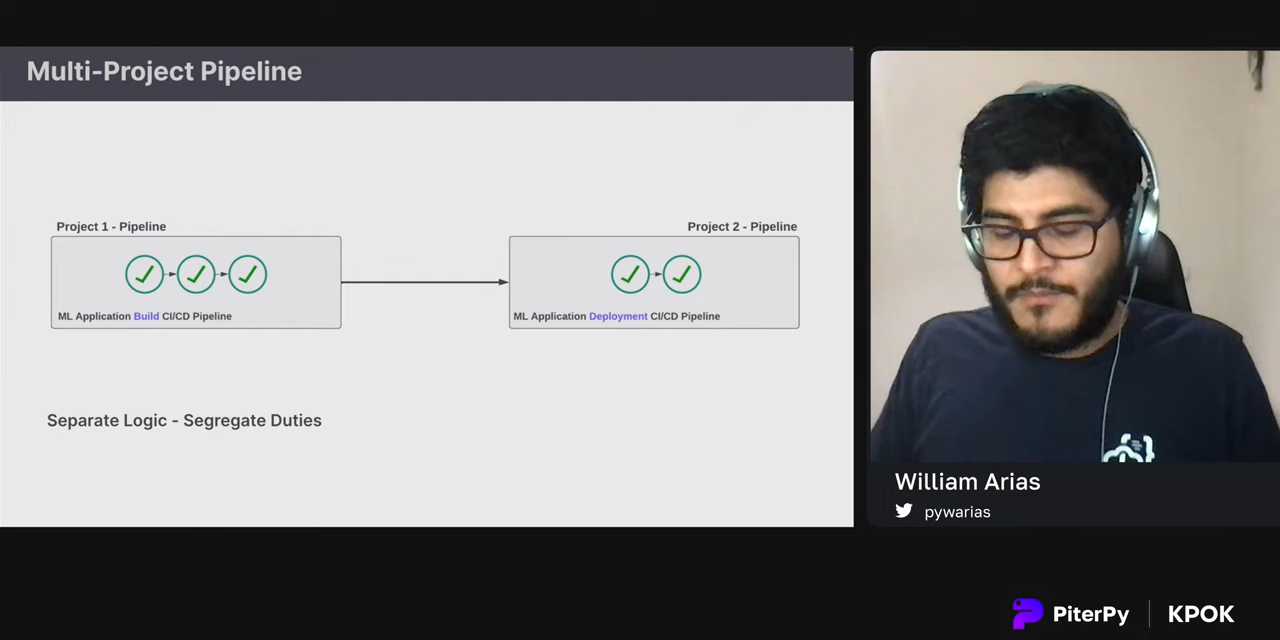 Multi-Project Pipeline
Project 1 - Pipeline
ML Application Build CI/CD Pipeline
Project 2 - Pipeline
ML Application Deployment CI/CD Pipeline
Separate Logic - Segregate Duties
William Arias
pywarias
PiterPy
КРОК